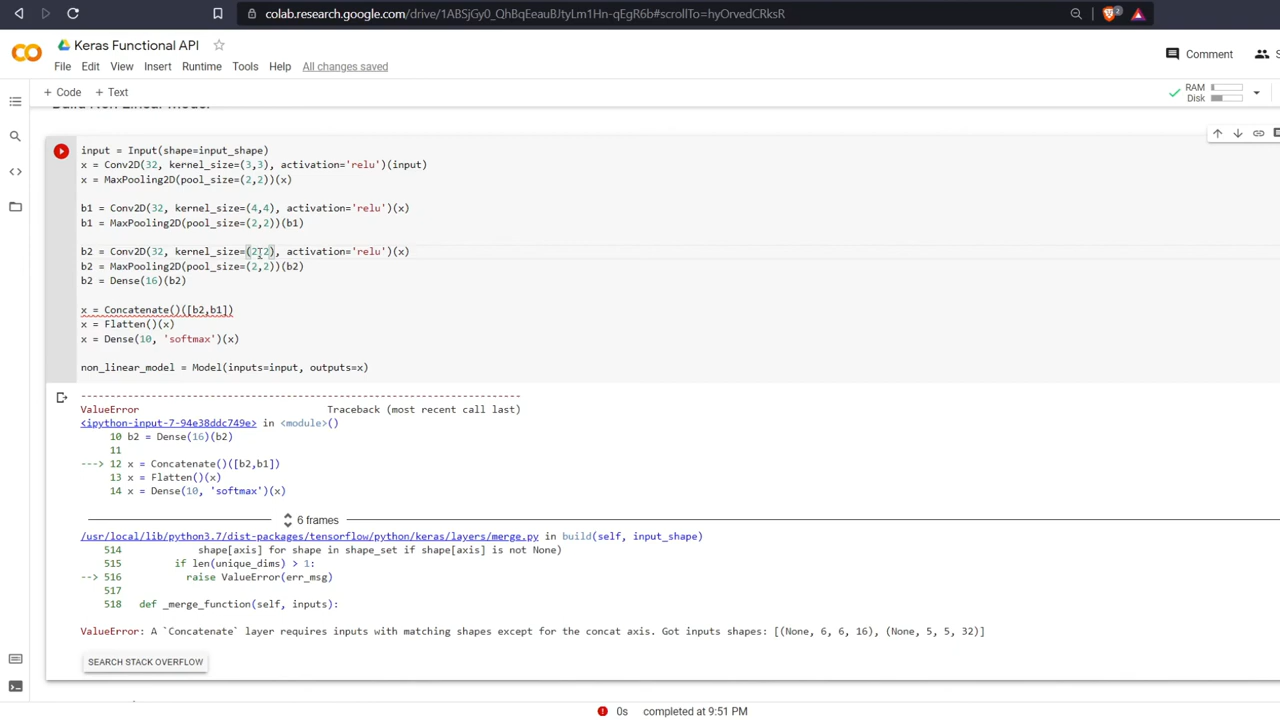 colab.research.google.com/drive/1ABSjGy0_QhBqEeauBJtyLm1Hn-qEgR6b#scrollTo=hyOrvedCRksR
2
Keras Functional API
File Edit View Insert Runtime Tools Help All changes saved
Comment
+ Code + Text
RAM
Disk
Build Non Linear Model
input = Input(shape=input_shape)
x = Conv2D(32, kernel_size=(3,3), activation='relu')(input)
x = MaxPooling2D(pool_size=(2,2))(x)
b1 = Conv2D(32, kernel_size=(4,4), activation='relu')(x)
b1 = MaxPooling2D(pool_size=(2,2))(b1)
b2 = Conv2D(32, kernel_size=(2,2), activation='relu')(x)
b2 = MaxPooling2D(pool_size=(2,2))(b2)
b2 = Dense(16)(b2)
x = Concatenate()([b2,b1])
x = Flatten()(x)
x = Dense(10, 'softmax')(x)
non_linear_model = Model(inputs=input, outputs=x)
---------------------------------------------------------------------------
ValueError Traceback (most recent call last)
<ipython-input-7-94e38ddc749e> in <module>()
10 b2 = Dense(16)(b2)
11
---> 12 x = Concatenate()([b2,b1])
13 x = Flatten()(x)
14 x = Dense(10, 'softmax')(x)
6 frames
/usr/local/lib/python3.7/dist-packages/tensorflow/python/keras/layers/merge.py in build(self, input_shape)
514 shape[axis] for shape in shape_set if shape[axis] is not None)
515 if len(unique_dims) > 1:
--> 516 raise ValueError(err_msg)
517
518 def _merge_function(self, inputs):
ValueError: A `Concatenate` layer requires inputs with matching shapes except for the concat axis. Got inputs shapes: [(None, 6, 6, 16), (None, 5, 5, 32)]
SEARCH STACK OVERFLOW
0s completed at 9:51 PM